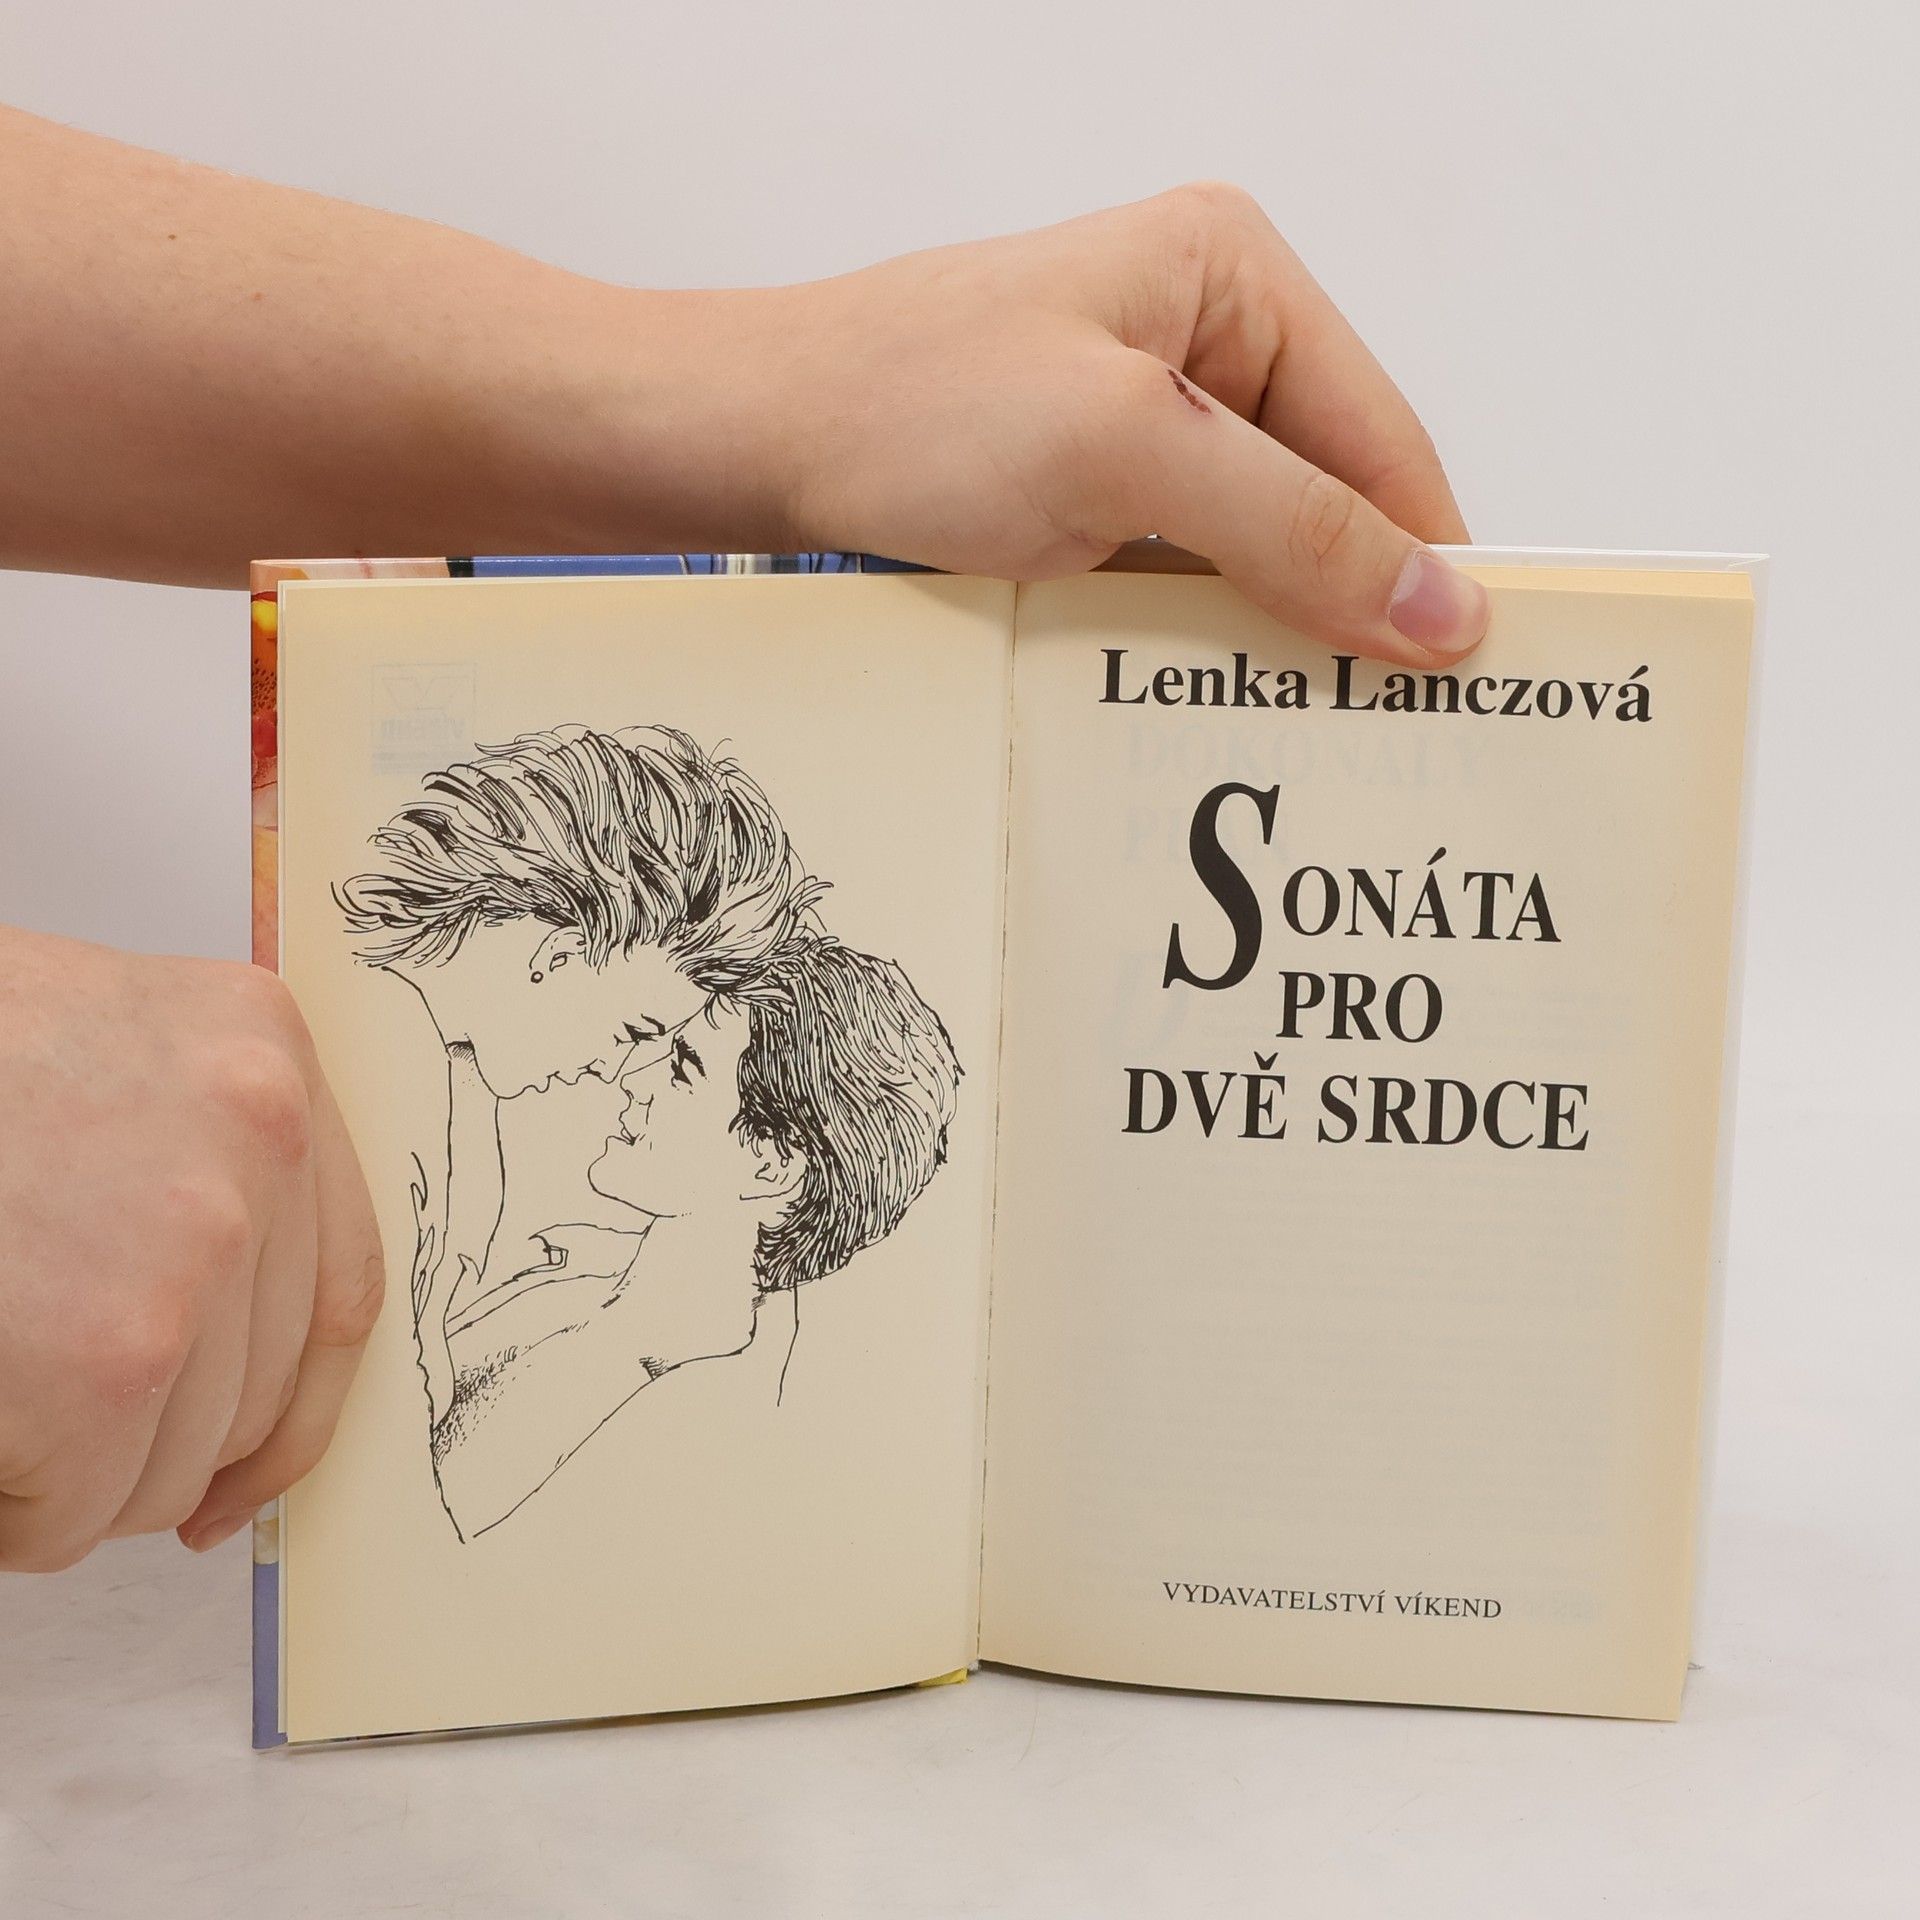 Lenka Lanczová
SONÁTA
PRO
DVĚ SRDCE
VYDAVATELSTVÍ VÍKEND